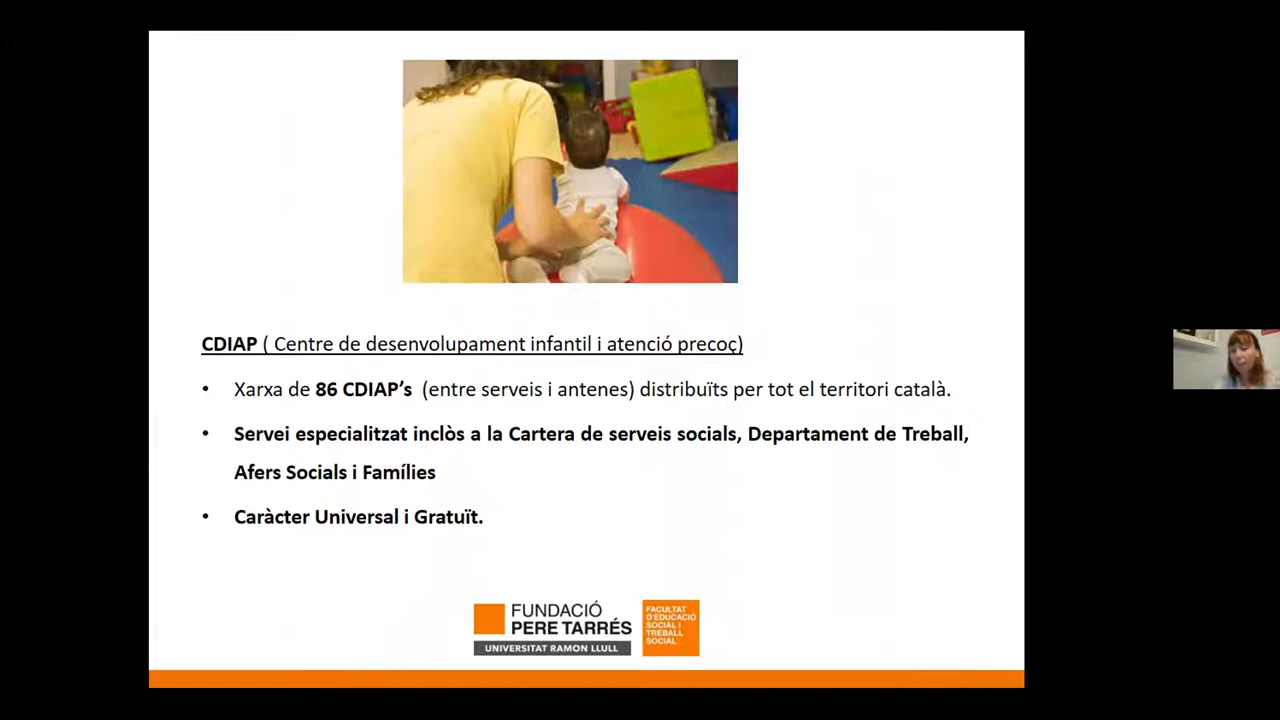 CDIAP ( Centre de desenvolupament infantil i atenció precoç)
• Xarxa de 86 CDIAP’s (entre serveis i antenes) distribuïts per tot el territori català.
• Servei especialitzat inclòs a la Cartera de serveis socials, Departament de Treball,
Afers Socials i Famílies
• Caràcter Universal i Gratuït.
FUNDACIÓ
PERE TARRÉS
UNIVERSITAT RAMON LLULL
FACULTAT
D'EDUCACIÓ
SOCIAL I
TREBALL
SOCIAL